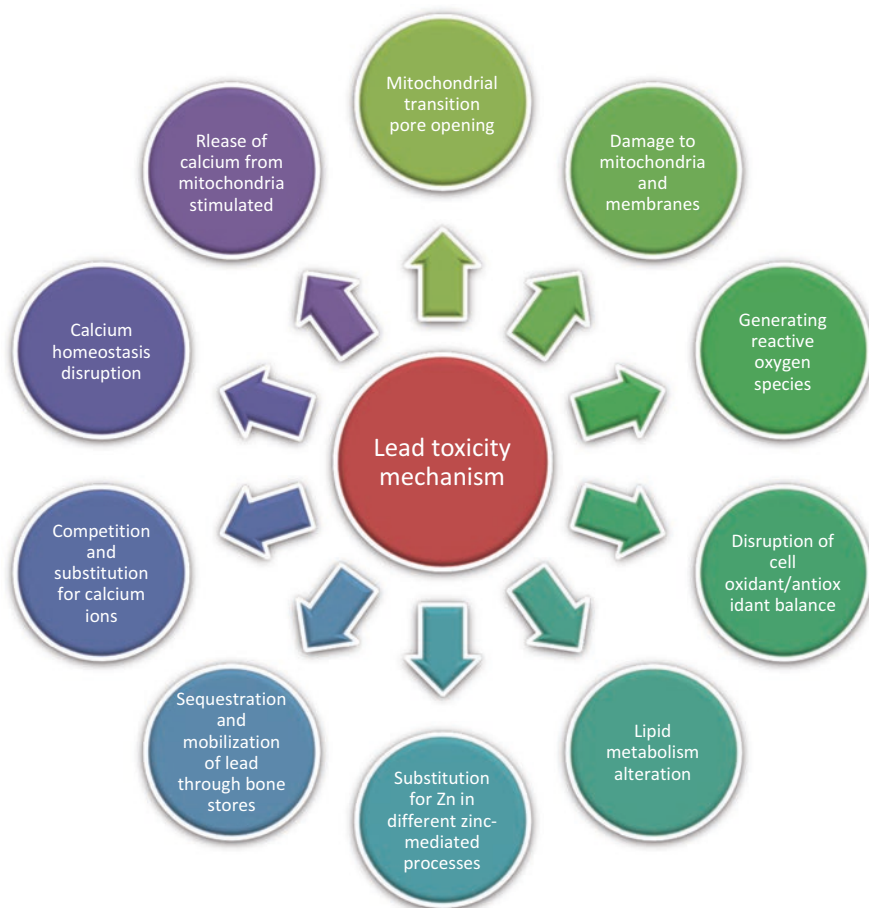 Mitochondrial
transition
pore opening
Damage to
mitochondria
and
membranes
Generating
reactive
oxygen
species
Disruption of
cell
oxidant/antiox
idant balance
Lipid
metabolism
alteration
Substitution
for Zn in
different zinc-
mediated
processes
Sequestration
and
mobilization
of lead
through bone
stores
Competition
and
substitution
for calcium
ions
Calcium
homeostasis
disruption
Rlease of
calcium from
mitochondria
stimulated
Lead toxicity
mechanism